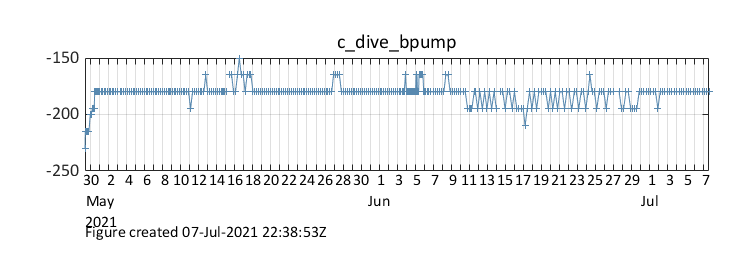 c_dive_bpump
-150
-200
-250
30 2 4 6 8 10 12 14 16 18 20 22 24 26 28 30 1 3 5 7 9 11 13 15 17 19 21 23 25 27 29 1 3 5 7
May Jun Jul
2021
Figure created 07-Jul-2021 22:38:53Z